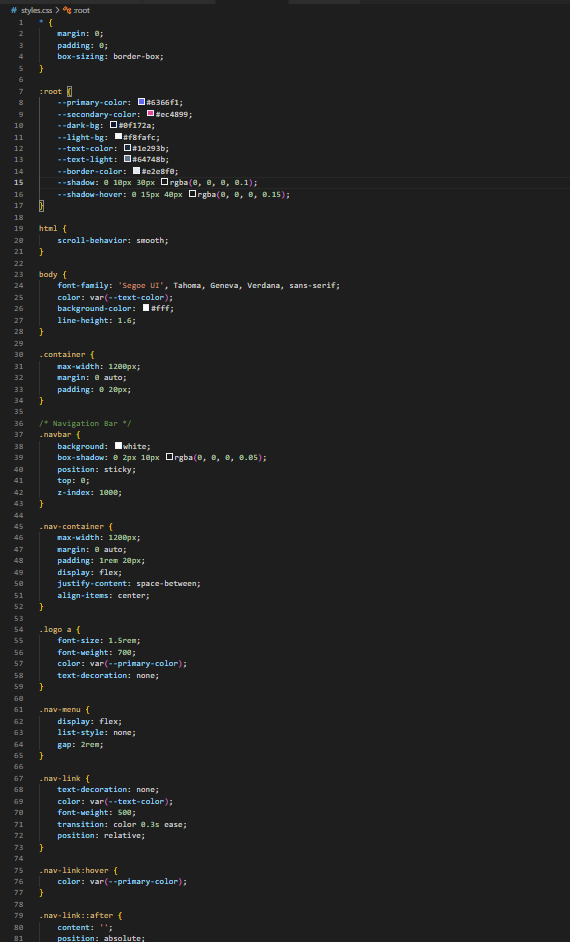 # styles.css > :root
1 * {
2     margin: 0;
3     padding: 0;
4     box-sizing: border-box;
5 }
6
7 :root {
8     --primary-color: #6366f1;
9     --secondary-color: #ec4899;
10     --dark-bg: #0f172a;
11     --light-bg: #f8fafc;
12     --text-color: #1e293b;
13     --text-light: #64748b;
14     --border-color: #e2e8f0;
15     --shadow: 0 10px 30px rgba(0, 0, 0, 0.1);
16     --shadow-hover: 0 15px 40px rgba(0, 0, 0, 0.15);
17 }
18
19 html {
20     scroll-behavior: smooth;
21 }
22
23 body {
24     font-family: 'Segoe UI', Tahoma, Geneva, Verdana, sans-serif;
25     color: var(--text-color);
26     background-color: #fff;
27     line-height: 1.6;
28 }
29
30 .container {
31     max-width: 1200px;
32     margin: 0 auto;
33     padding: 0 20px;
34 }
35
36 /* Navigation Bar */
37 .navbar {
38     background: white;
39     box-shadow: 0 2px 10px rgba(0, 0, 0, 0.05);
40     position: sticky;
41     top: 0;
42     z-index: 1000;
43 }
44
45 .nav-container {
46     max-width: 1200px;
47     margin: 0 auto;
48     padding: 1rem 20px;
49     display: flex;
50     justify-content: space-between;
51     align-items: center;
52 }
53
54 .logo a {
55     font-size: 1.5rem;
56     font-weight: 700;
57     color: var(--primary-color);
58     text-decoration: none;
59 }
60
61 .nav-menu {
62     display: flex;
63     list-style: none;
64     gap: 2rem;
65 }
66
67 .nav-link {
68     text-decoration: none;
69     color: var(--text-color);
70     font-weight: 500;
71     transition: color 0.3s ease;
72     position: relative;
73 }
74
75 .nav-link:hover {
76     color: var(--primary-color);
77 }
78
79 .nav-link::after {
80     content: '';
81     position: absolute;